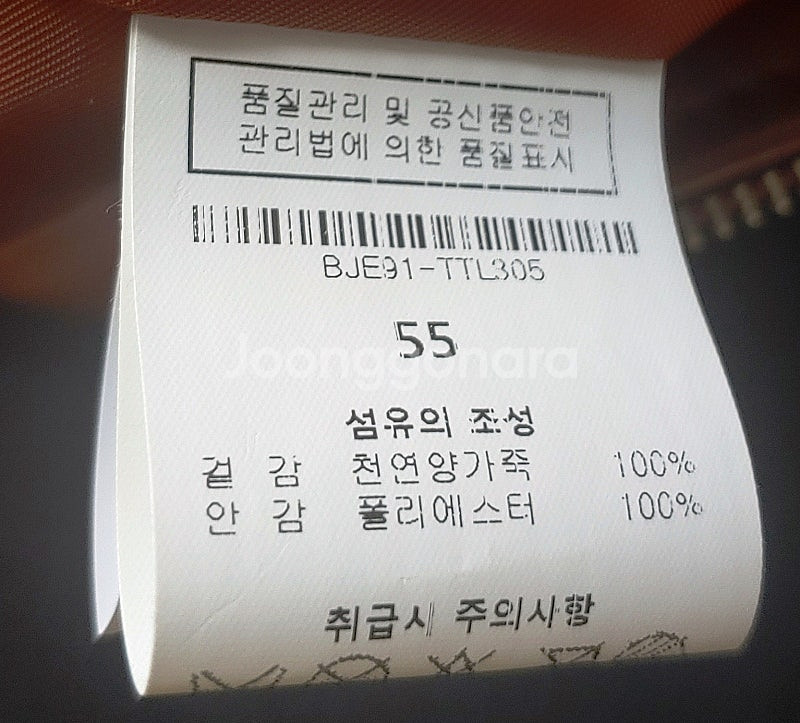 품질관리 및 공산품안전
관리법에 의한 품질표시
BJE91-TTL305
55
Joonggonara
섬유의 조성
겉 감 천연양가죽 100%
안 감 폴리에스터 100%
취급시 주의사항